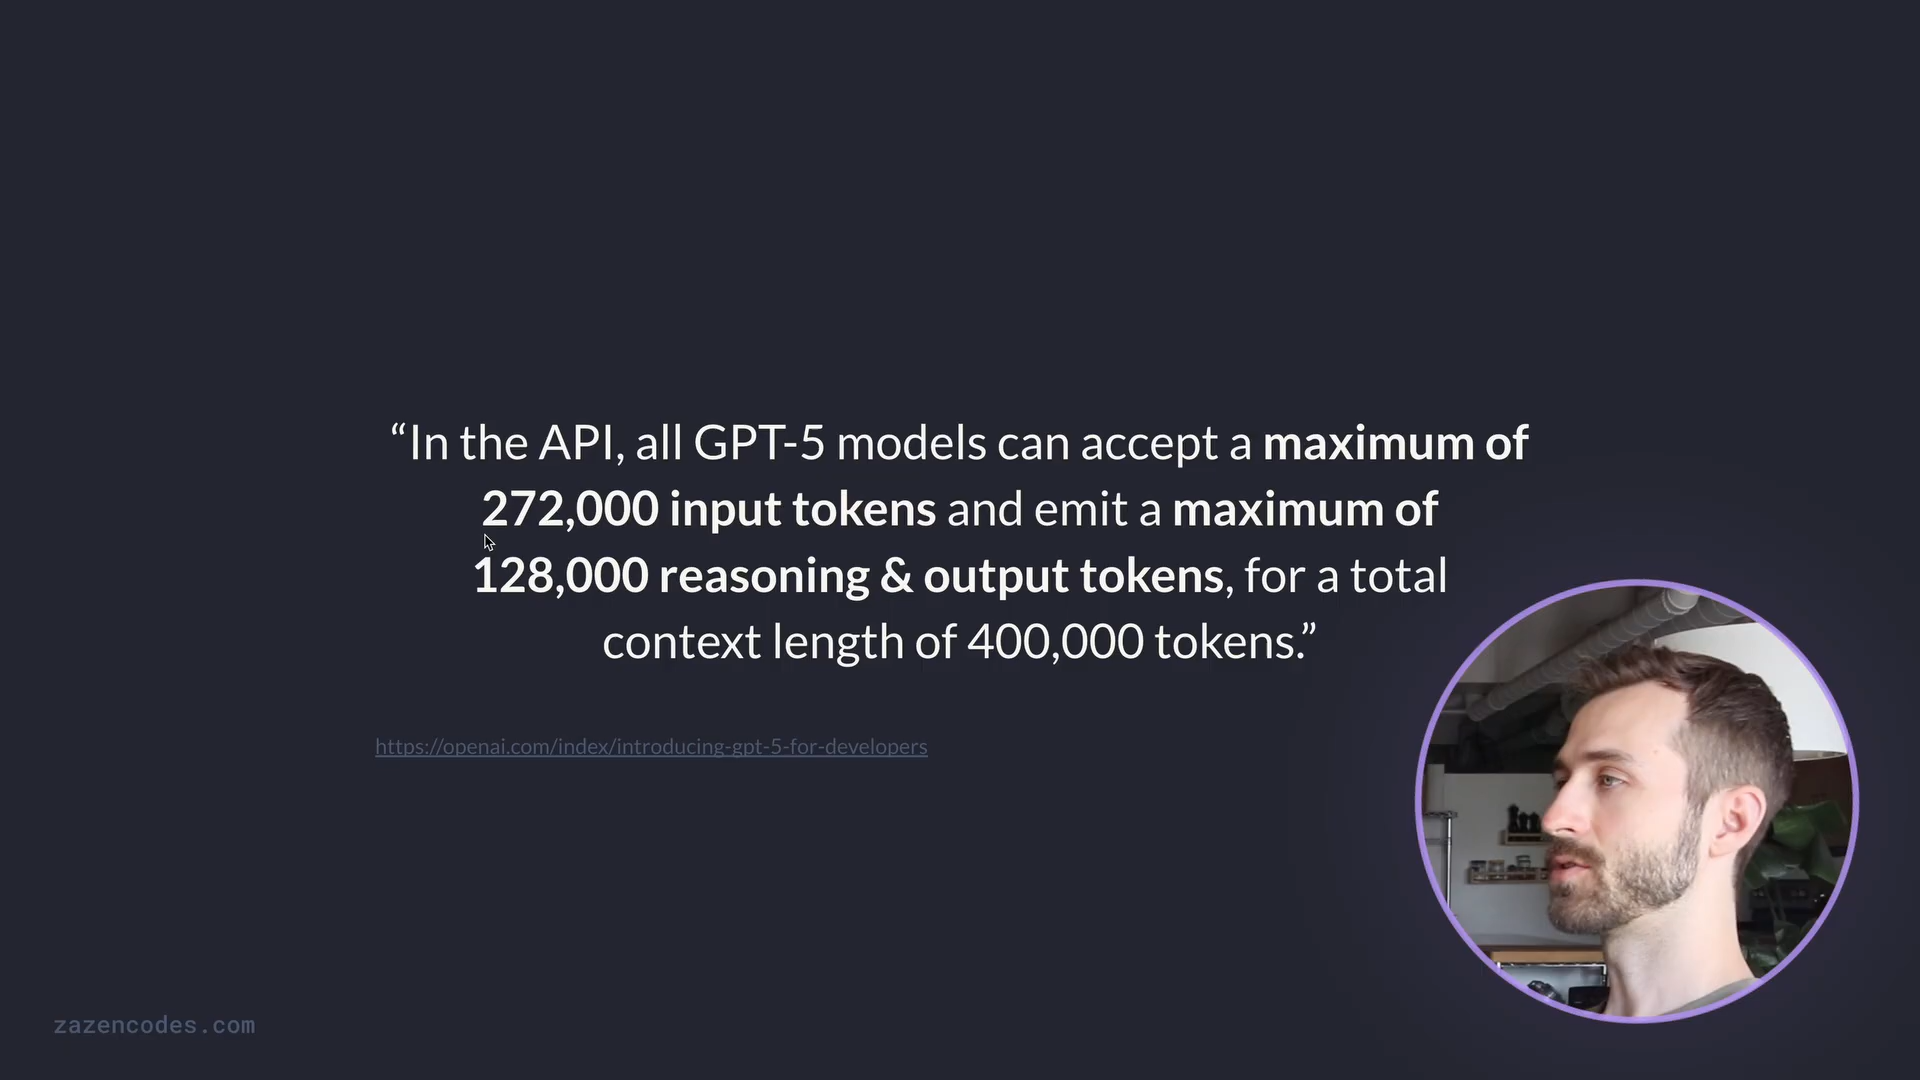 “In the API, all GPT-5 models can accept a maximum of
272,000 input tokens and emit a maximum of
128,000 reasoning & output tokens, for a total
context length of 400,000 tokens.”
https://openai.com/index/introducing-gpt-5-for-developers
zazencodes.com